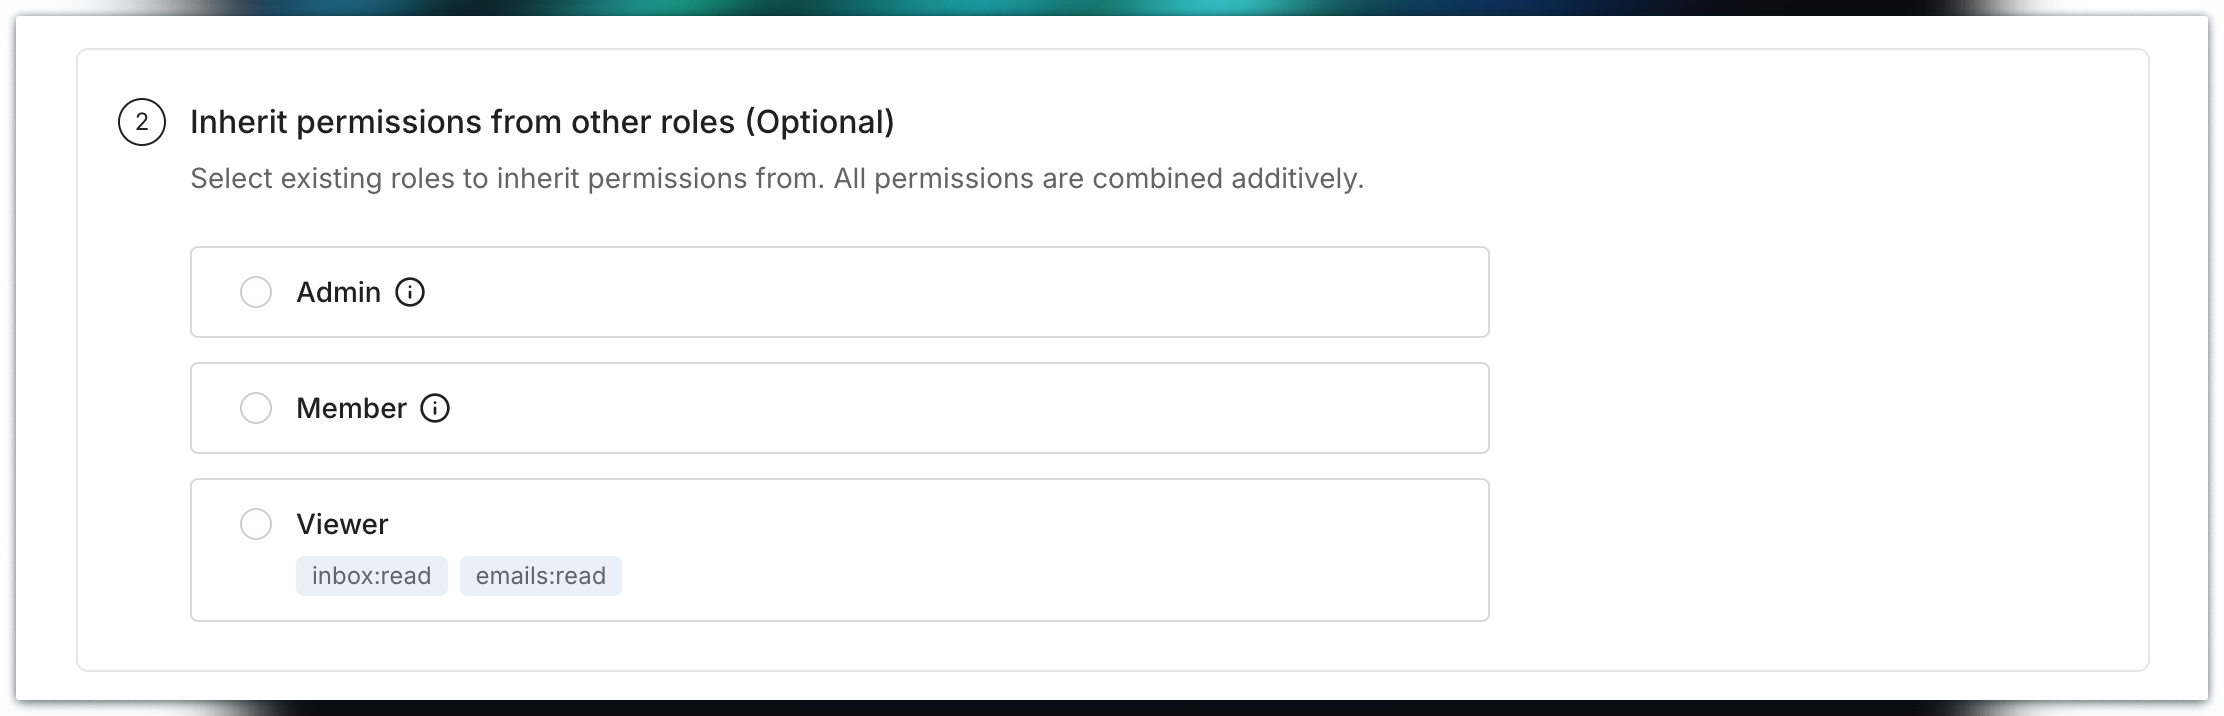 2
Inherit permissions from other roles (Optional)
Select existing roles to inherit permissions from. All permissions are combined additively.
Admin
Member
Viewer
inbox:read emails:read